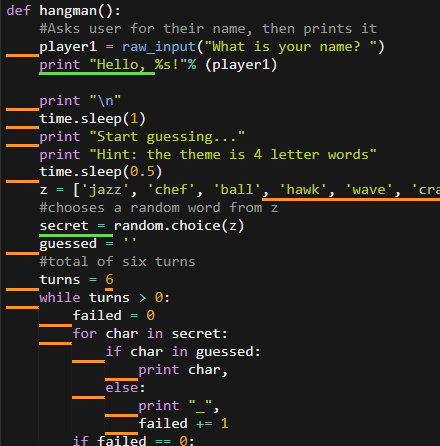 def hangman():
    #Asks user for their name, then prints it
    player1 = raw_input("What is your name? ")
    print "Hello, %s!"% (player1)

    print "\n"
    time.sleep(1)
    print "Start guessing..."
    print "Hint: the theme is 4 letter words"
    time.sleep(0.5)
    z = ['jazz', 'chef', 'ball', 'hawk', 'wave', 'cra
    #chooses a random word from z
    secret = random.choice(z)
    guessed = ''
    #total of six turns
    turns = 6
    while turns > 0:
        failed = 0
        for char in secret:
            if char in guessed:
                print char,
            else:
                print "_",
                failed += 1
        if failed == 0: